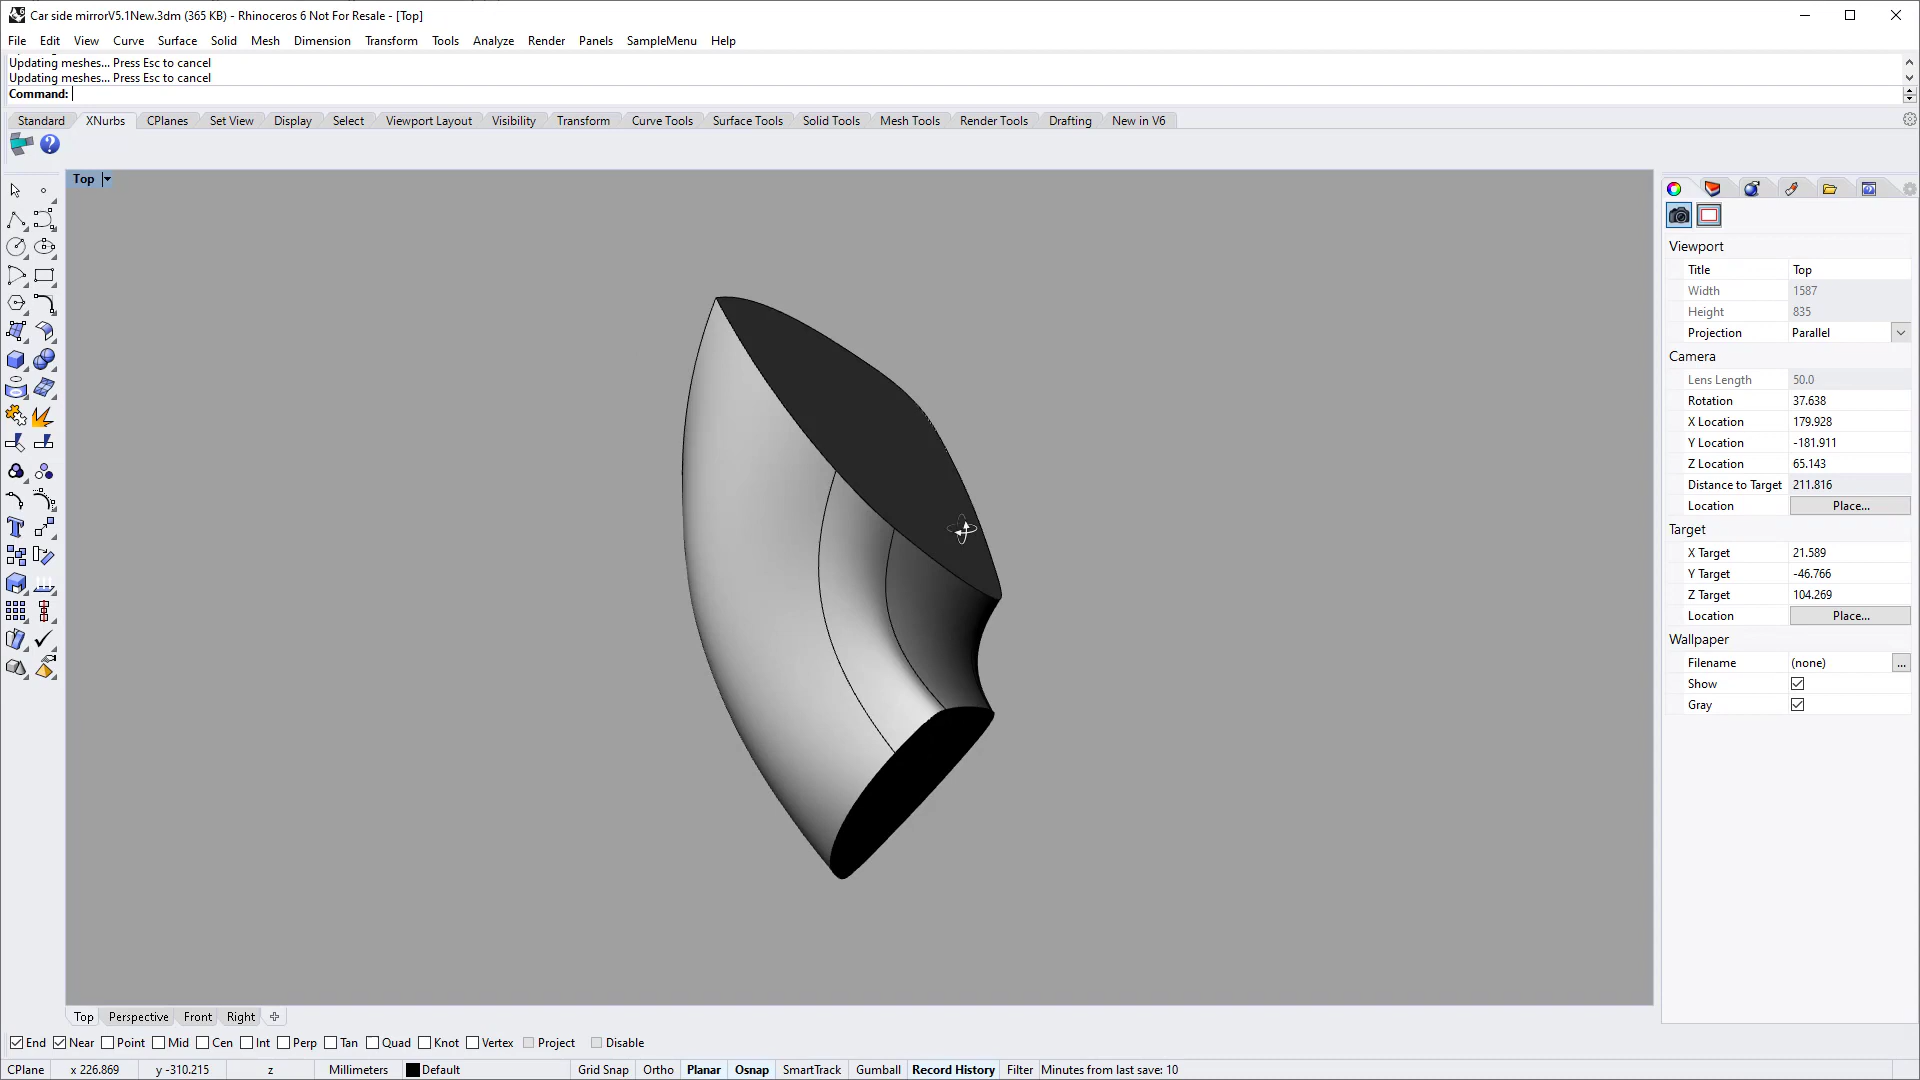 Car side mirrorV5.1New.3dm (365 KB) - Rhinoceros 6 Not For Resale - [Top]
File Edit View Curve Surface Solid Mesh Dimension Transform Tools Analyze Render Panels SampleMenu Help
Updating meshes... Press Esc to cancel
Updating meshes... Press Esc to cancel
Command:
Standard XNurbs CPlanes Set View Display Select Viewport Layout Visibility Transform Curve Tools Surface Tools Solid Tools Mesh Tools Render Tools Drafting New in V6
Top
Viewport
Title Top
Width 1587
Height 835
Projection Parallel
Camera
Lens Length 50.0
Rotation 37.638
X Location 179.928
Y Location -181.911
Z Location 65.143
Distance to Target 211.816
Location Place...
Target
X Target 21.589
Y Target -46.766
Z Target 104.269
Location Place...
Wallpaper
Filename (none) ...
Show
Gray
Top Perspective Front Right
End Near Point Mid Cen Int Perp Tan Quad Knot Vertex Project Disable
CPlane x 226.869 y -310.215 z Millimeters Default Grid Snap Ortho Planar Osnap SmartTrack Gumball Record History Filter Minutes from last save: 10